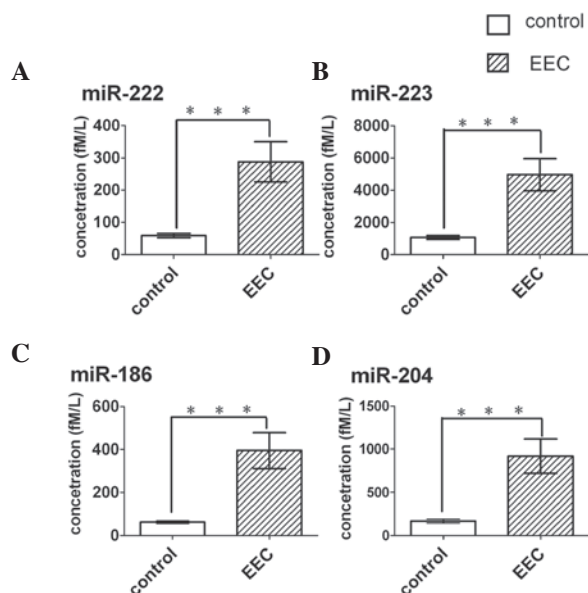 control
EEC
A
miR-222
* * *
concetration (fM/L)
400
300
200
100
0
control
EEC
B
miR-223
* * *
concetration (fM/L)
8000
6000
4000
2000
0
control
EEC
C
miR-186
* * *
concetration (fM/L)
600
400
200
0
control
EEC
D
miR-204
* * *
concetration (fM/L)
1500
1000
500
0
control
EEC